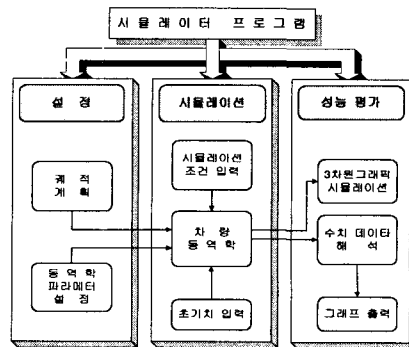 시뮬레이터 프로그램
설 정
시뮬레이션
성능 평가
궤 적
계 획
동 역 학
파라메터
설 정
시뮬레이션
조건 입력
차 량
동 역 학
초기치 입력
3차원그래픽
시뮬레이션
수치 데이타
해 석
그래프 출력